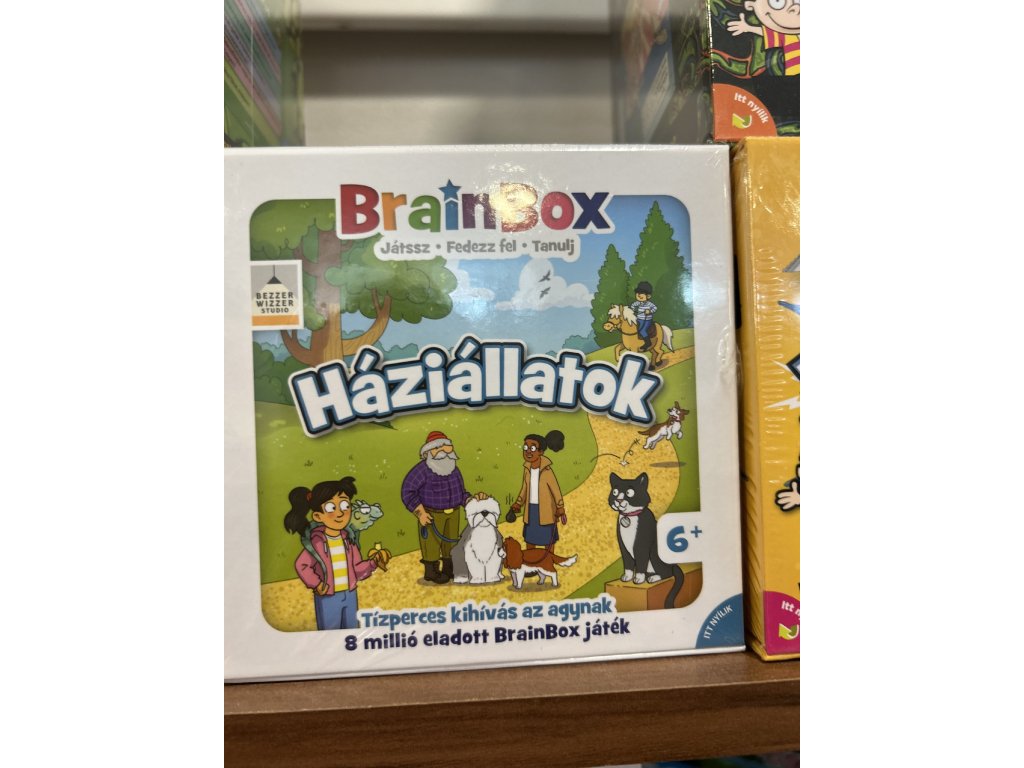 Itt nyílik
BrainBox
Játssz • Fedezz fel • Tanulj
BEZZER
WIZZER
STUDIO
Háziállatok
6+
Tízperces kihívás az agynak
8 millió eladott BrainBox játék
ITT NYÍLIK
Itt